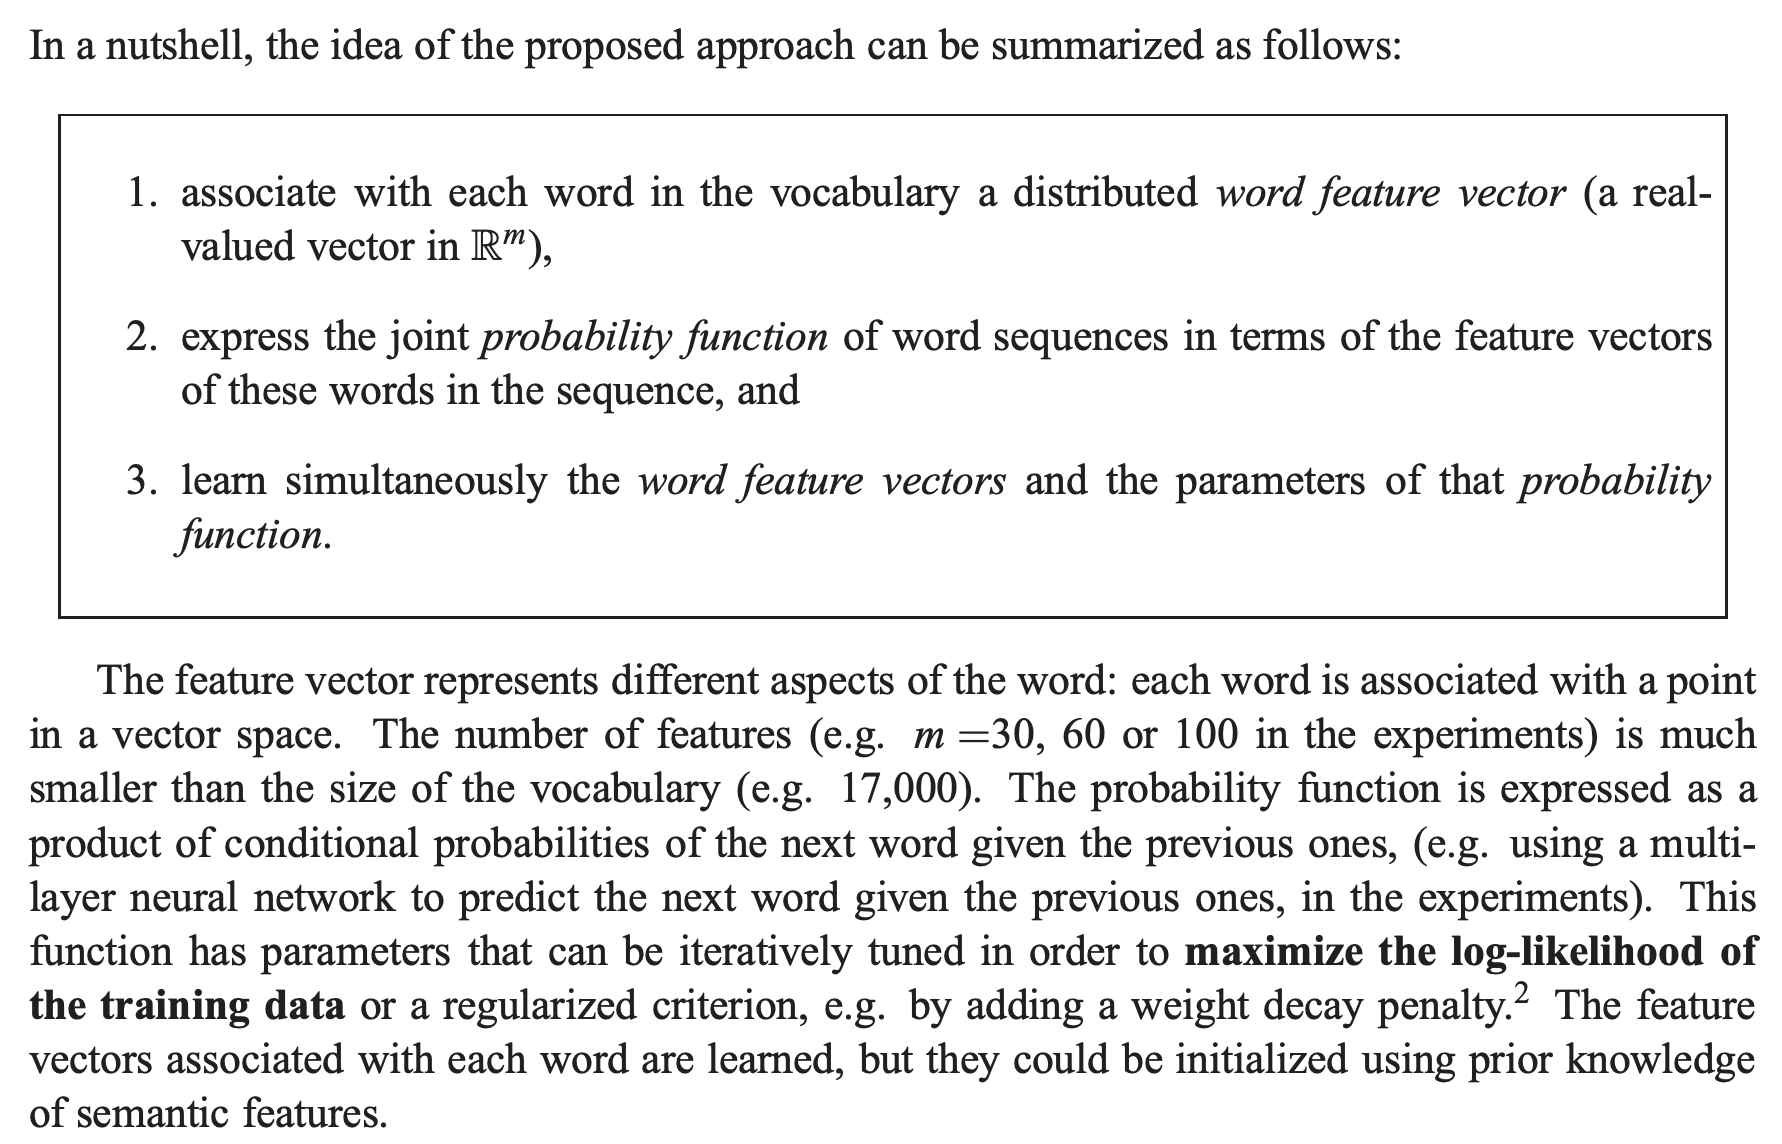 In a nutshell, the idea of the proposed approach can be summarized as follows:
1. associate with each word in the vocabulary a distributed word feature vector (a real-
valued vector in ℝᵐ),
2. express the joint probability function of word sequences in terms of the feature vectors
of these words in the sequence, and
3. learn simultaneously the word feature vectors and the parameters of that probability
function.
The feature vector represents different aspects of the word: each word is associated with a point
in a vector space. The number of features (e.g. m =30, 60 or 100 in the experiments) is much
smaller than the size of the vocabulary (e.g. 17,000). The probability function is expressed as a
product of conditional probabilities of the next word given the previous ones, (e.g. using a multi-
layer neural network to predict the next word given the previous ones, in the experiments). This
function has parameters that can be iteratively tuned in order to maximize the log-likelihood of
the training data or a regularized criterion, e.g. by adding a weight decay penalty.² The feature
vectors associated with each word are learned, but they could be initialized using prior knowledge
of semantic features.